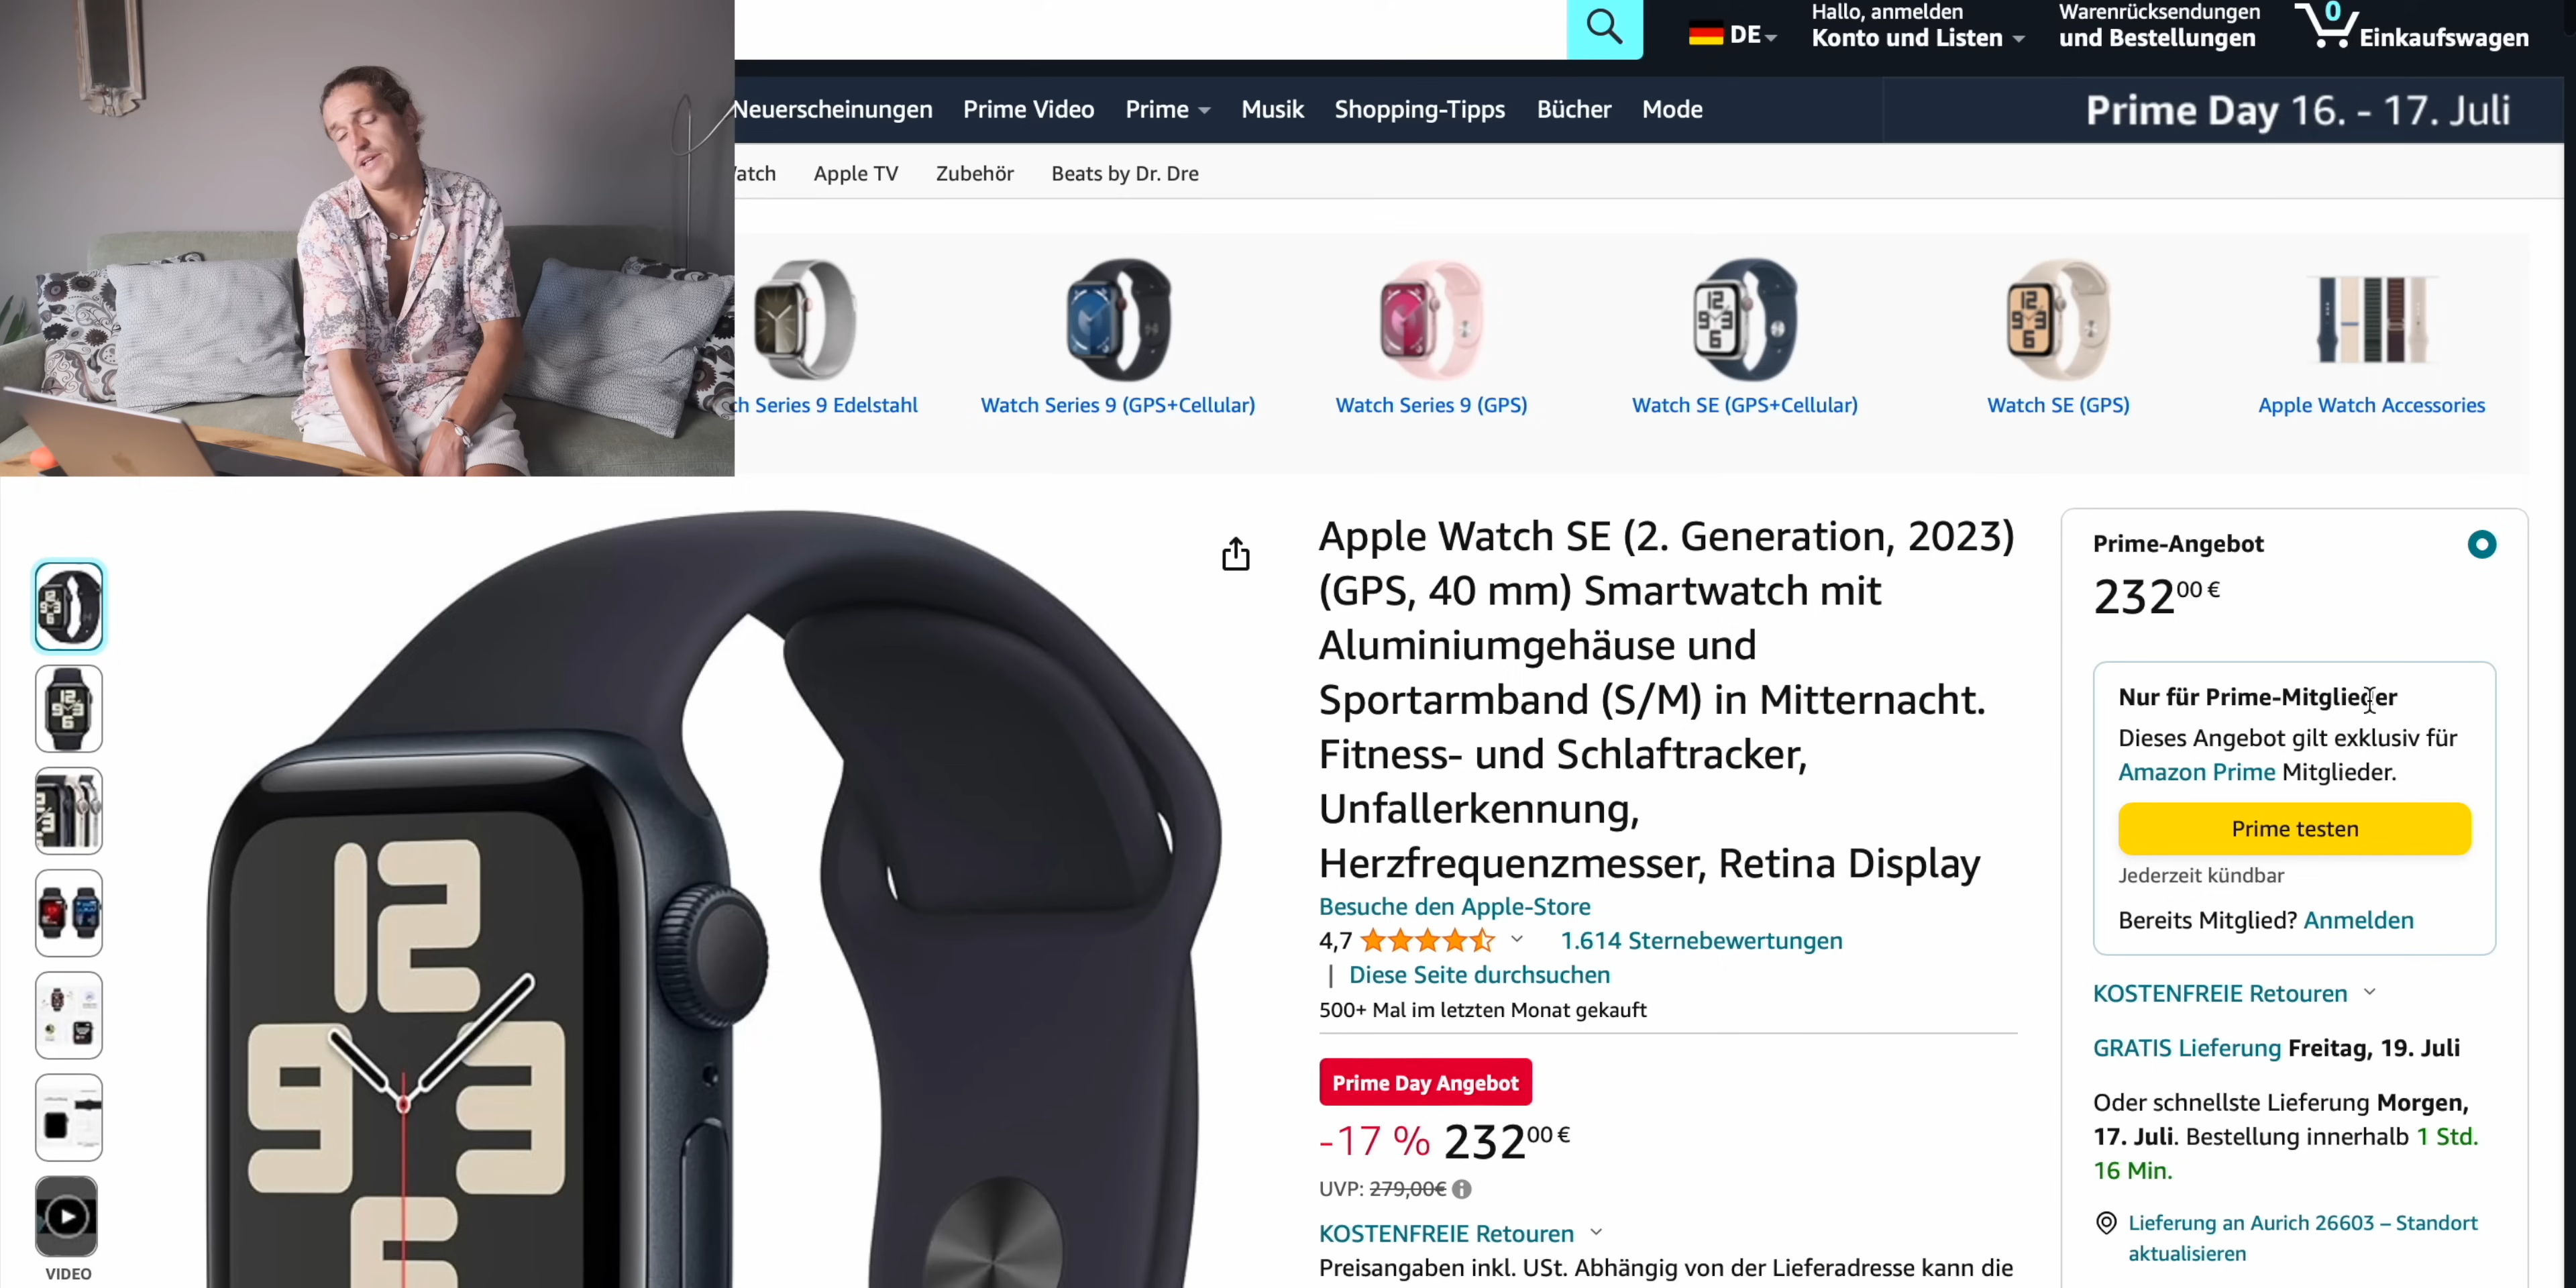 0
Hallo, anmelden
Warenrücksendungen
DE
Konto und Listen
und Bestellungen
Einkaufswagen
Neuerscheinungen
Prime Video
Prime
Musik
Shopping-Tipps
Bücher
Mode
Prime Day 16. - 17. Juli
Apple TV
Zubehör
Beats by Dr. Dre
Series 9 Edelstahl
Watch Series 9 (GPS+Cellular)
Watch Series 9 (GPS)
Watch SE (GPS+Cellular)
Watch SE (GPS)
Apple Watch Accessories
12
9
3
6
VIDEO
Apple Watch SE (2. Generation, 2023)
(GPS, 40 mm) Smartwatch mit
Aluminiumgehäuse und
Sportarmband (S/M) in Mitternacht.
Fitness- und Schlaftracker,
Unfallerkennung,
Herzfrequenzmesser, Retina Display
Besuche den Apple-Store
4,7
1.614 Sternebewertungen
| Diese Seite durchsuchen
500+ Mal im letzten Monat gekauft
Prime Day Angebot
-17 % 232 00 €
UVP: 279,00€
KOSTENFREIE Retouren
Preisangaben inkl. USt. Abhängig von der Lieferadresse kann die
Prime-Angebot
232 00 €
Nur für Prime-Mitglieder
Dieses Angebot gilt exklusiv für
Amazon Prime Mitglieder.
Prime testen
Jederzeit kündbar
Bereits Mitglied? Anmelden
KOSTENFREIE Retouren
GRATIS Lieferung Freitag, 19. Juli
Oder schnellste Lieferung Morgen,
17. Juli. Bestellung innerhalb 1 Std.
16 Min.
Lieferung an Aurich 26603 – Standort
aktualisieren